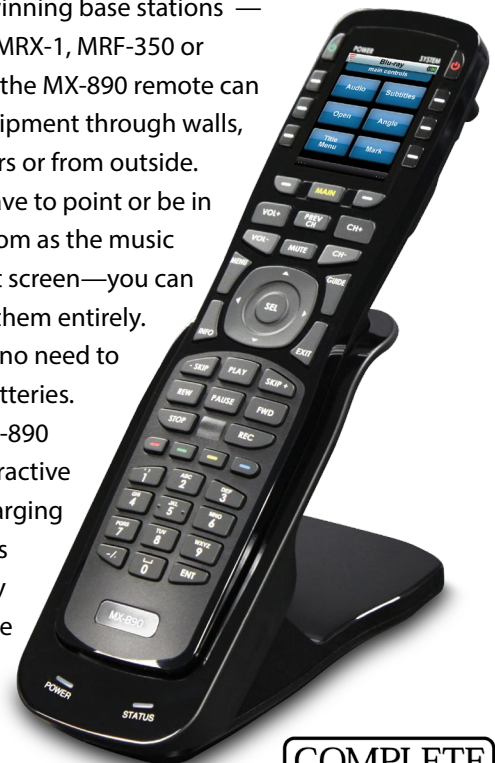 vinning base stations —
MRX-1, MRF-350 or
the MX-890 remote can
ipment through walls,
rs or from outside.
ave to point or be in
om as the music
t screen—you can
them entirely.
no need to
tteries.
-890
ractive
arging
s
y
e
POWER SYSTEM
Blu-ray
main controls
Audio Subtitles
Open Angle
Title Menu Mark
MAIN
VOL+ PREV CH CH+
VOL- MUTE CH-
MENU GUIDE
SEL
INFO EXIT
- SKIP PLAY SKIP +
REW PAUSE FWD
STOP REC
1 ABC 2 DEF 3
GHI 4 JKL 5 MNO 6
PQRS 7 TUV 8 WXYZ 9
-/. 0 ENT
MX-890
POWER STATUS
COMPLETE